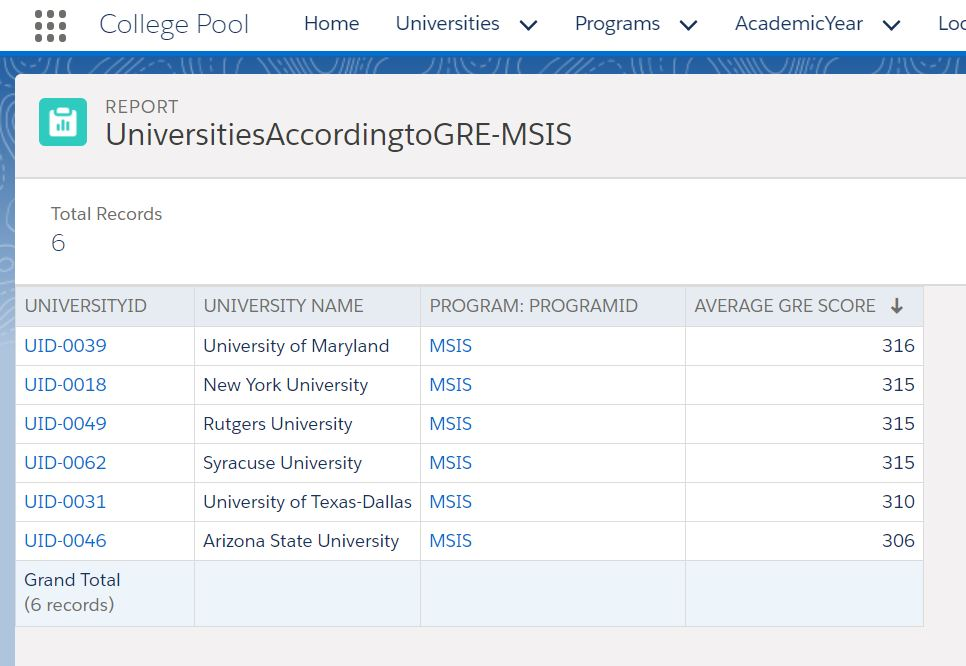 College Pool Home Universities Programs AcademicYear Loc
REPORT
UniversitiesAccordingtoGRE-MSIS
Total Records
6
UNIVERSITYID UNIVERSITY NAME PROGRAM: PROGRAMID AVERAGE GRE SCORE
UID-0039 University of Maryland MSIS 316
UID-0018 New York University MSIS 315
UID-0049 Rutgers University MSIS 315
UID-0062 Syracuse University MSIS 315
UID-0031 University of Texas-Dallas MSIS 310
UID-0046 Arizona State University MSIS 306
Grand Total
(6 records)